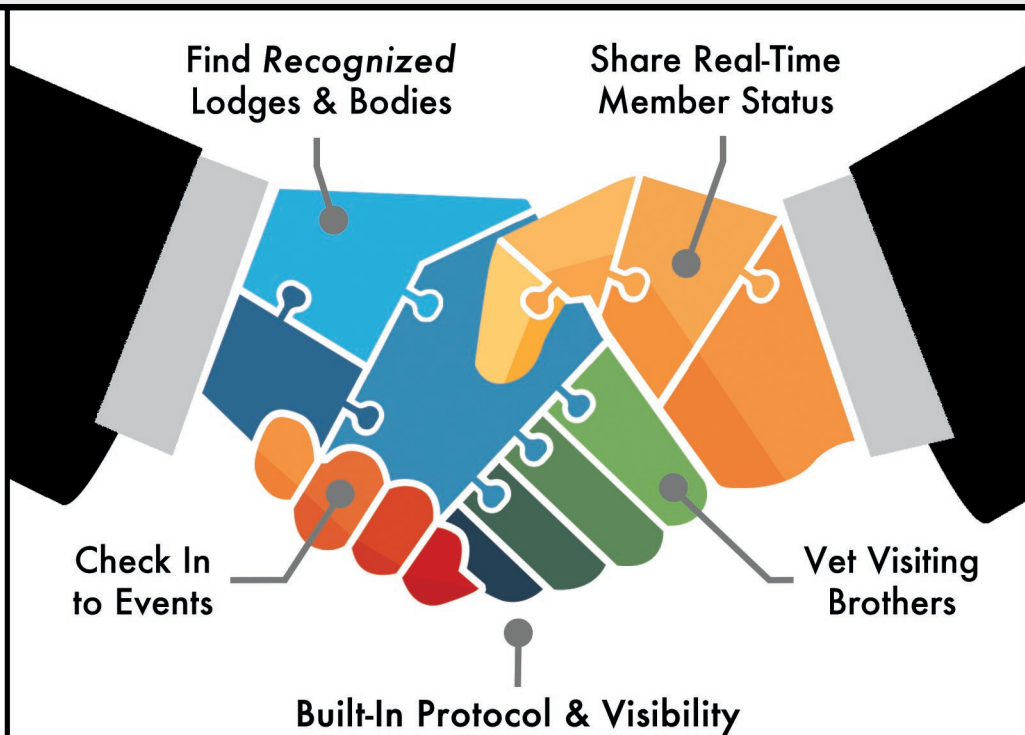 Find Recognized
Lodges & Bodies
Share Real-Time
Member Status
Check In
to Events
Vet Visiting
Brothers
Built-In Protocol & Visibility